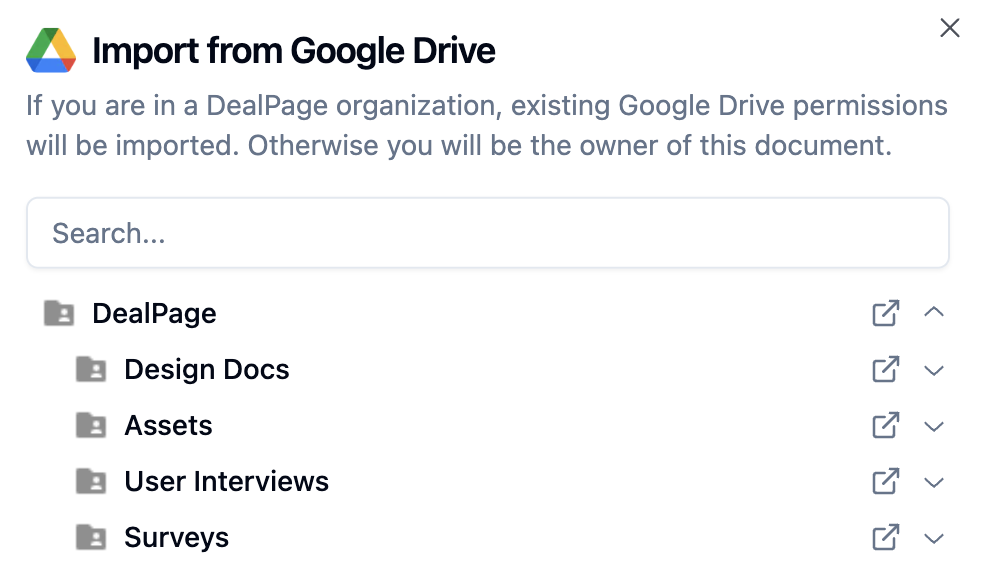 Import from Google Drive
If you are in a DealPage organization, existing Google Drive permissions
will be imported. Otherwise you will be the owner of this document.
Search...
DealPage
Design Docs
Assets
User Interviews
Surveys